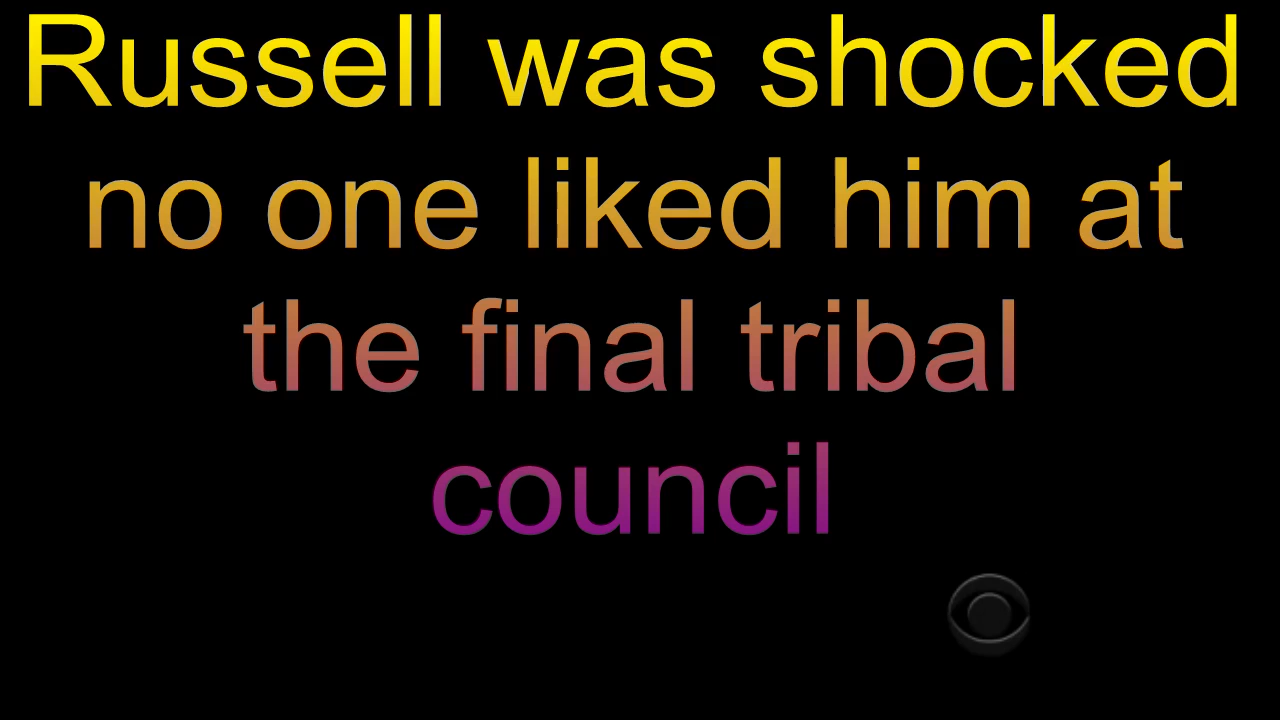 Russell was shocked
no one liked him at
the final tribal
council